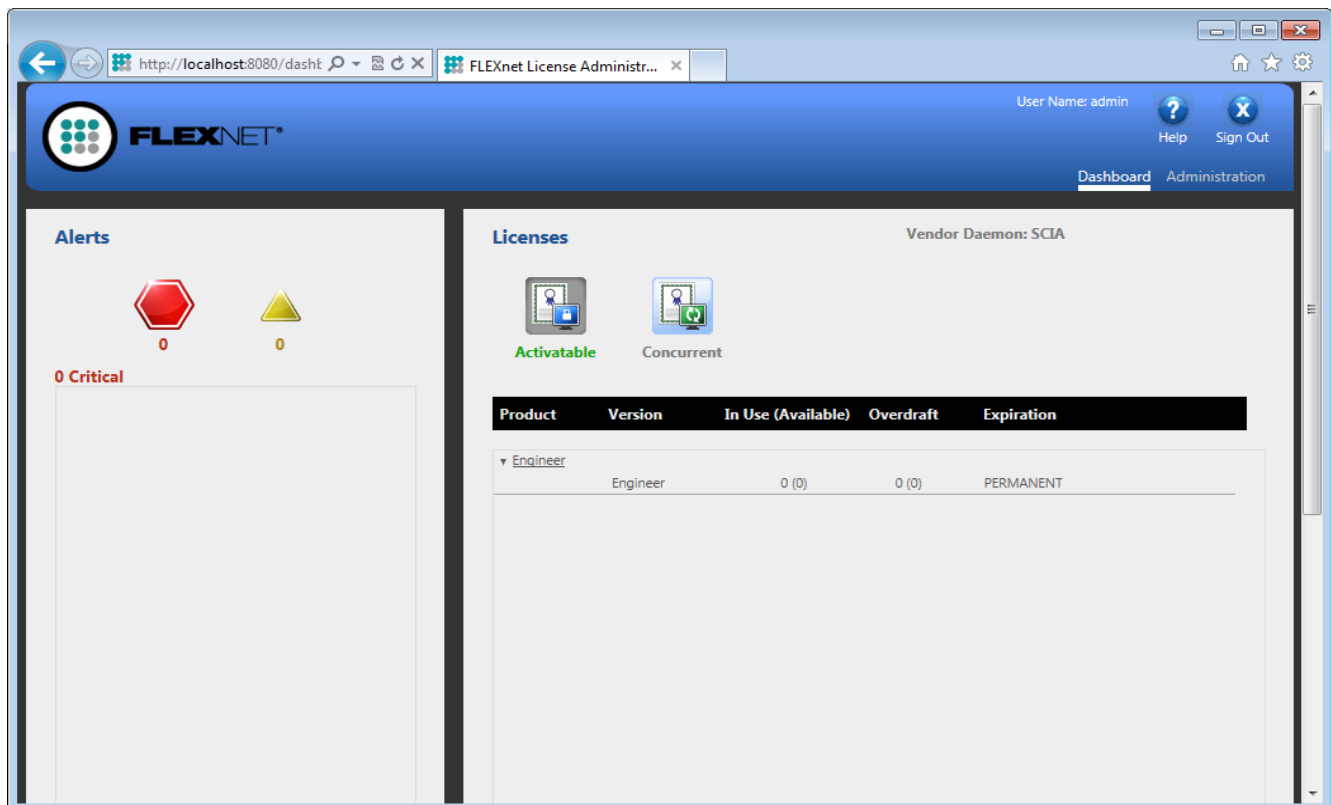 http://localhost:8080/dashb
FLEXnet License Administr...
User Name: admin
FLEXNET
Help
Sign Out
Dashboard
Administration
Alerts
0
0
0 Critical
Licenses
Vendor Daemon: SCIA
Activatable
Concurrent
Product Version In Use (Available) Overdraft Expiration
Engineer
Engineer 0 (0) 0 (0) PERMANENT